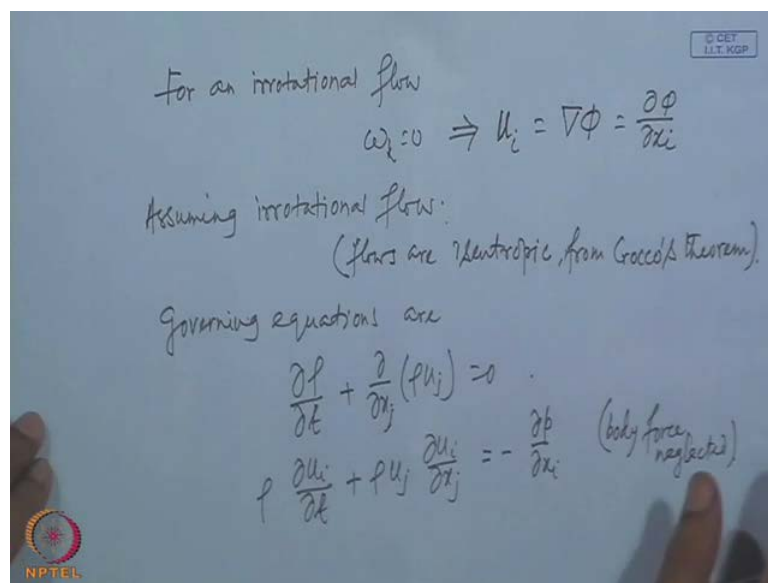 © CET
I.I.T. KGP
For an irrotational flow
ωᵢ=0 ⇒ uᵢ = ∇φ = ∂φ/∂xᵢ
Assuming irrotational flow.
(flows are isentropic, from Crocco's theorem).
Governing equations are
∂ρ/∂t + ∂/∂xⱼ (ρuⱼ) = 0 .
ρ ∂uᵢ/∂t + ρuⱼ ∂uᵢ/∂xⱼ = - ∂p/∂xᵢ (body force neglected)
NPTEL